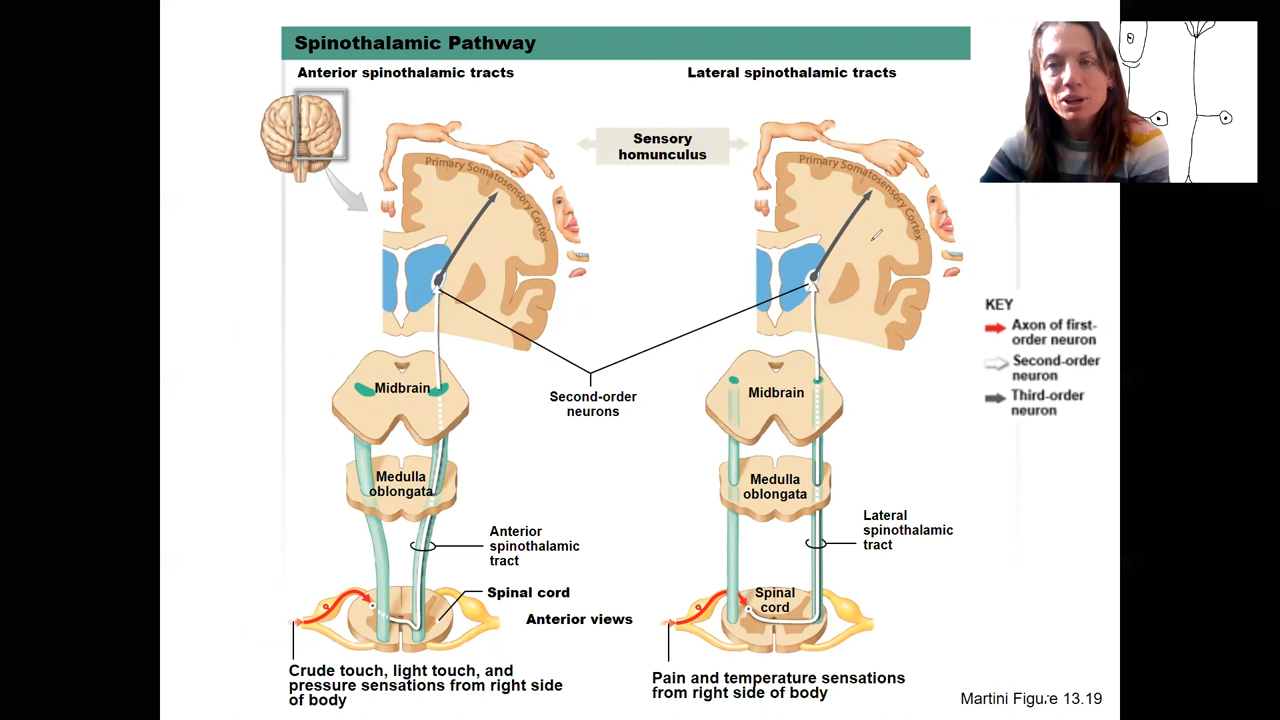 Spinothalamic Pathway
Anterior spinothalamic tracts
Lateral spinothalamic tracts
Sensory
homunculus
Primary Somatosensory Cortex
Primary Somatosensory Cortex
KEY
Axon of first-
order neuron
Second-order
neuron
Third-order
neuron
Second-order
neurons
Midbrain
Midbrain
Medulla
oblongata
Medulla
oblongata
Anterior
spinothalamic
tract
Lateral
spinothalamic
tract
Spinal cord
Spinal
cord
Anterior views
Crude touch, light touch, and
pressure sensations from right side
of body
Pain and temperature sensations
from right side of body
Martini Figure 13.19